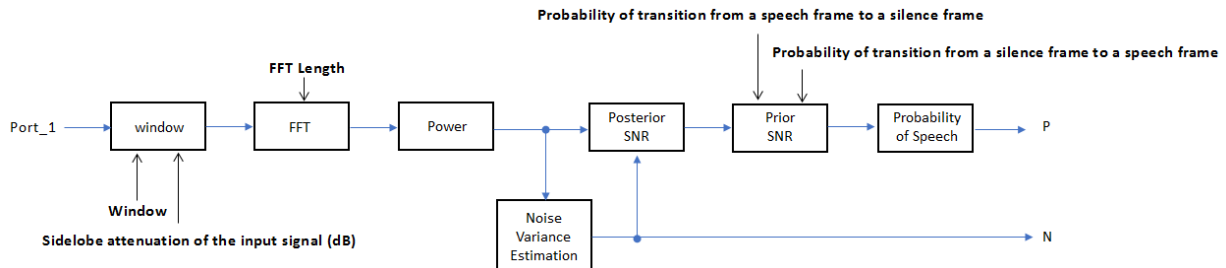 Probability of transition from a speech frame to a silence frame
Probability of transition from a silence frame to a speech frame
FFT Length
Port_1
window
FFT
Power
Posterior
SNR
Prior
SNR
Probability
of Speech
P
Window
Sidelobe attenuation of the input signal (dB)
Noise
Variance
Estimation
N